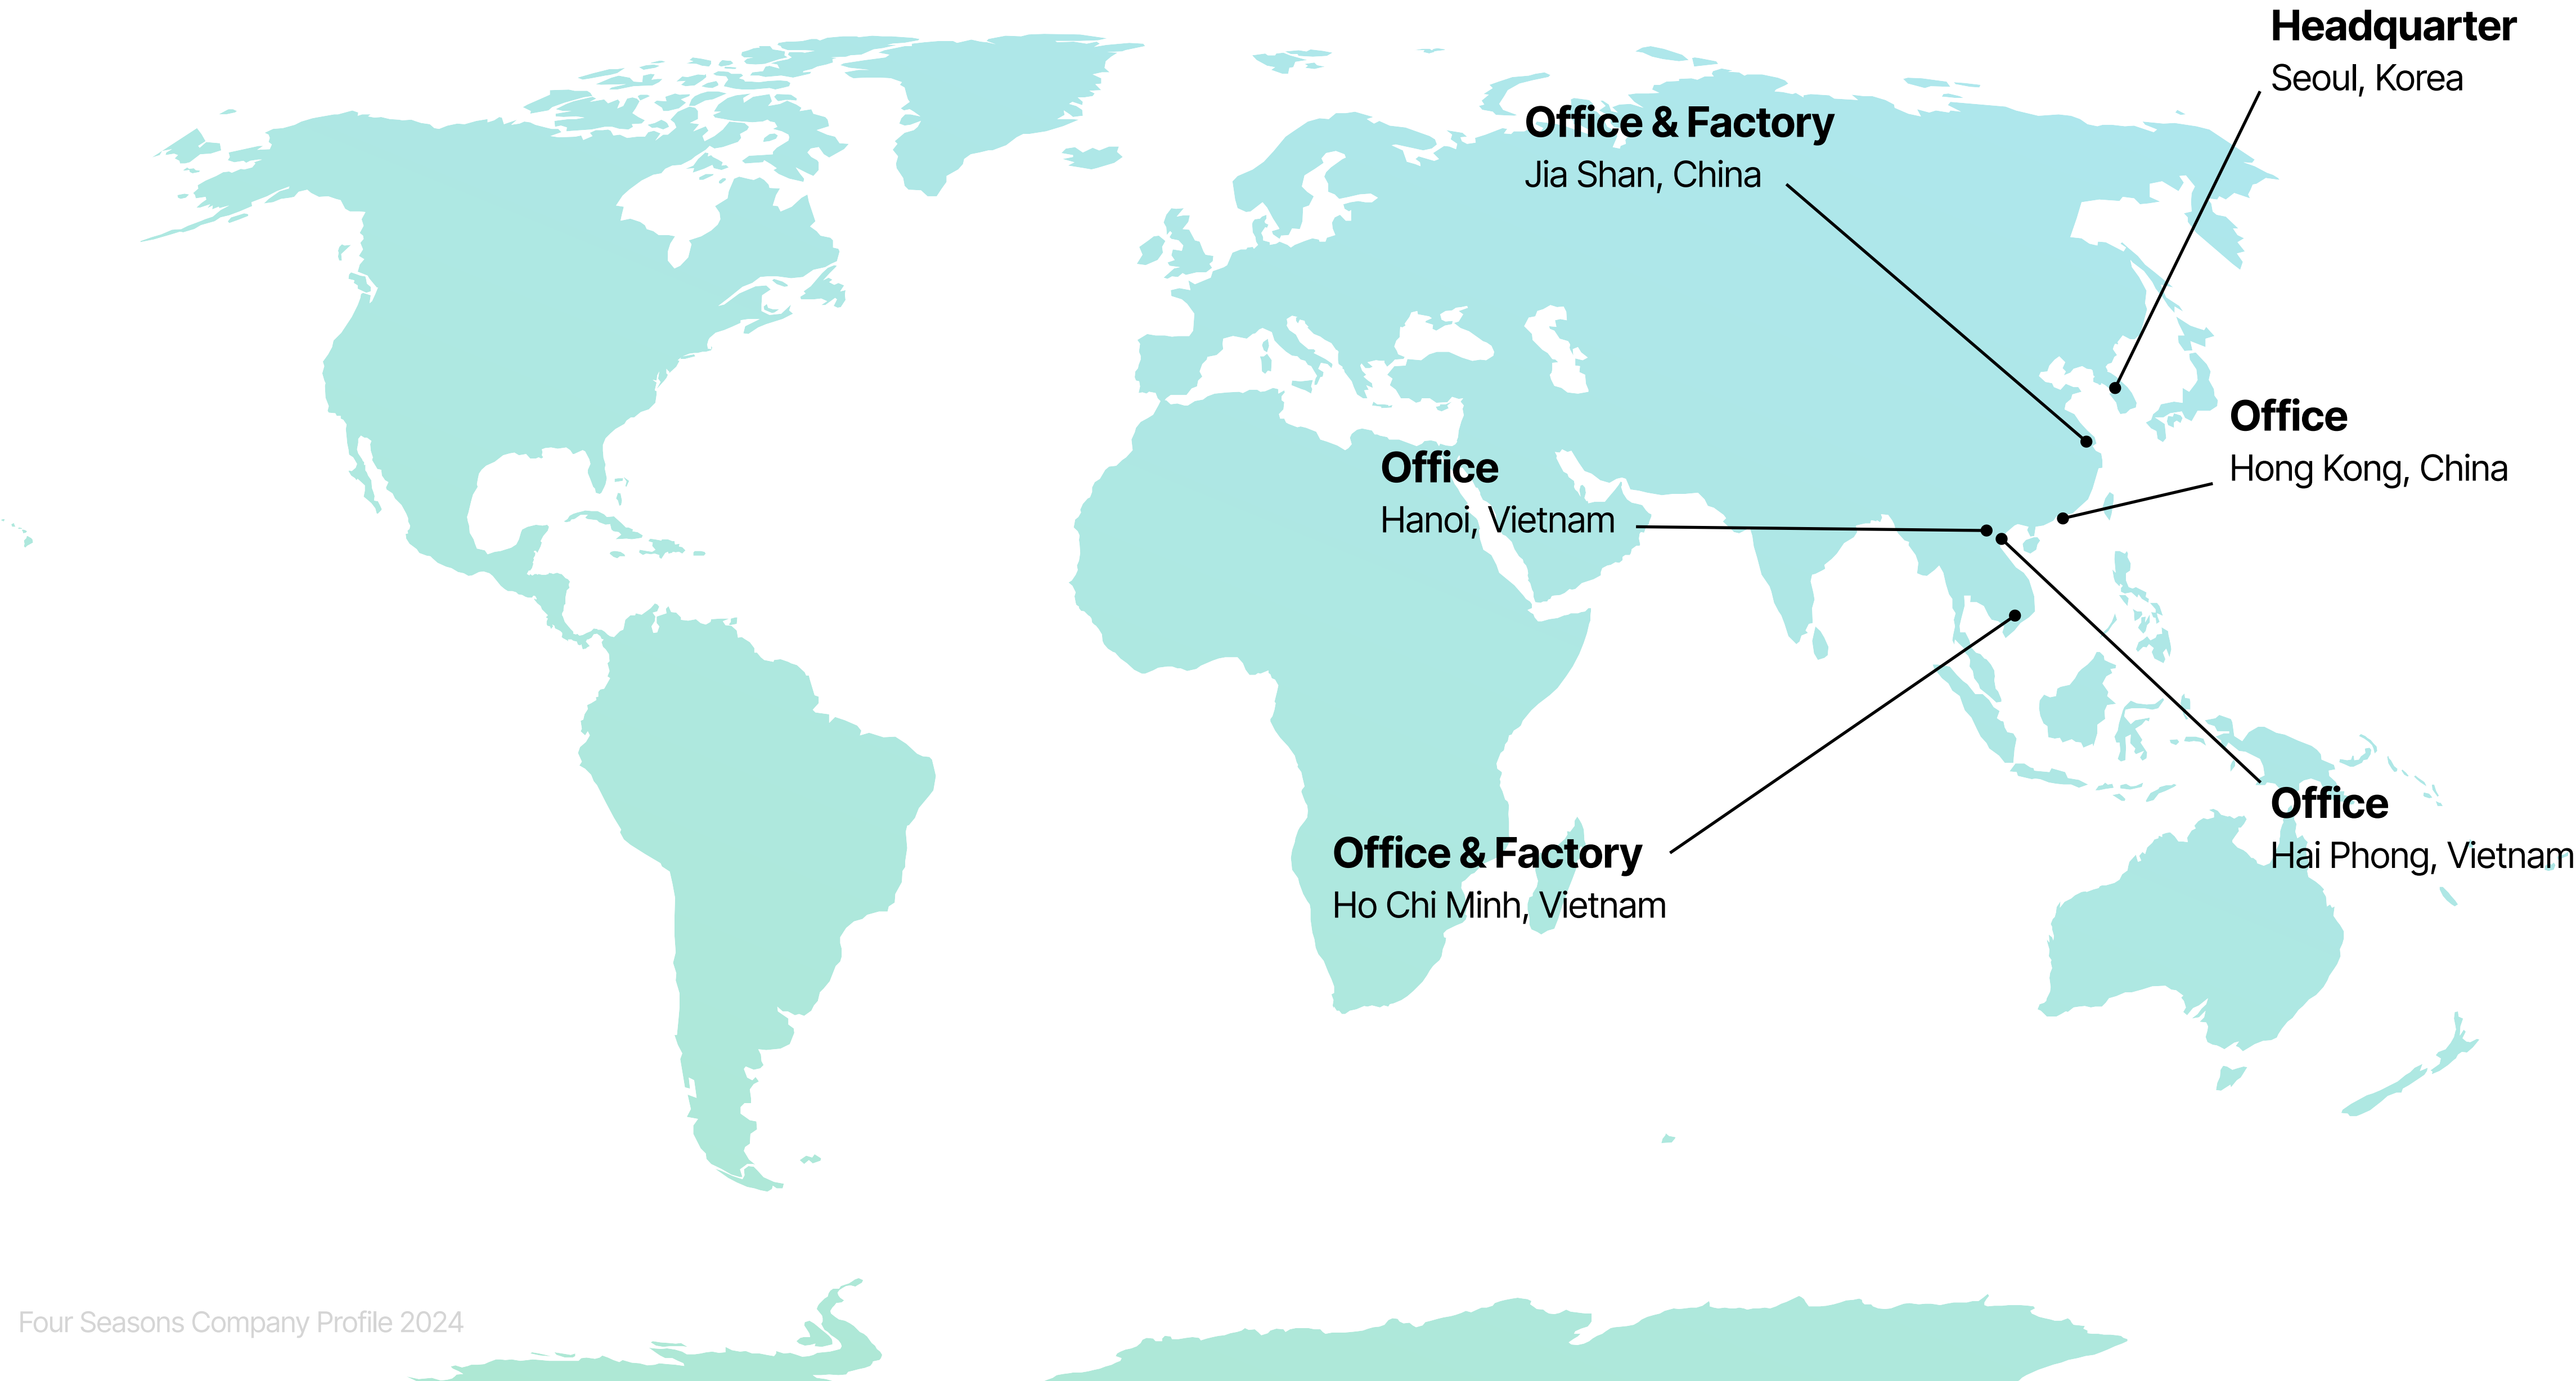 Headquarter
Seoul, Korea
Office & Factory
Jia Shan, China
Office
Hong Kong, China
Office
Hanoi, Vietnam
Office
Hai Phong, Vietnam
Office & Factory
Ho Chi Minh, Vietnam
Four Seasons Company Profile 2024